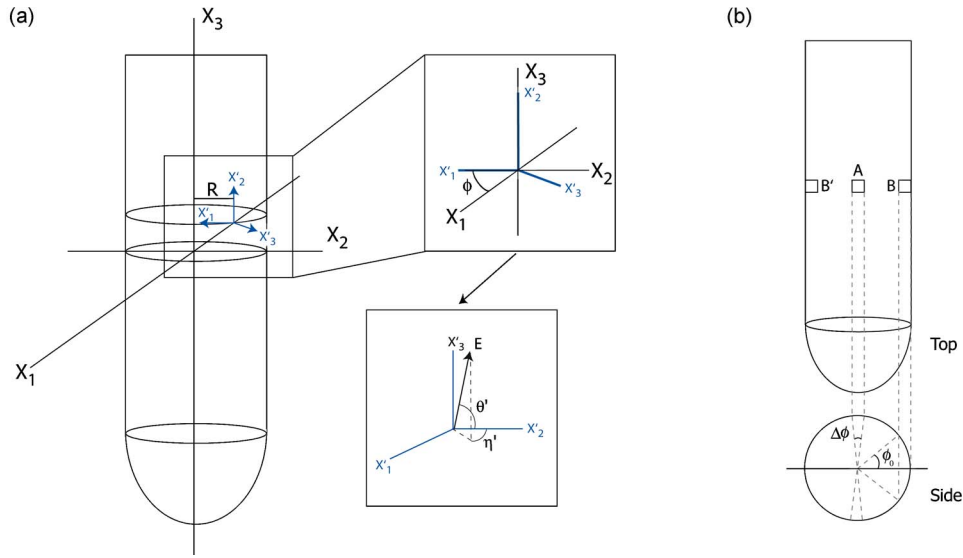 (a)
X₃
R
X'₂
X'₁
X'₃
X₂
X₁
X₃
X'₂
X'₁
X₂
ϕ
X'₃
X₁
X'₃
E
θ'
X'₂
η'
X'₁
(b)
B'
A
B
Top
Δϕ
ϕ₀
Side